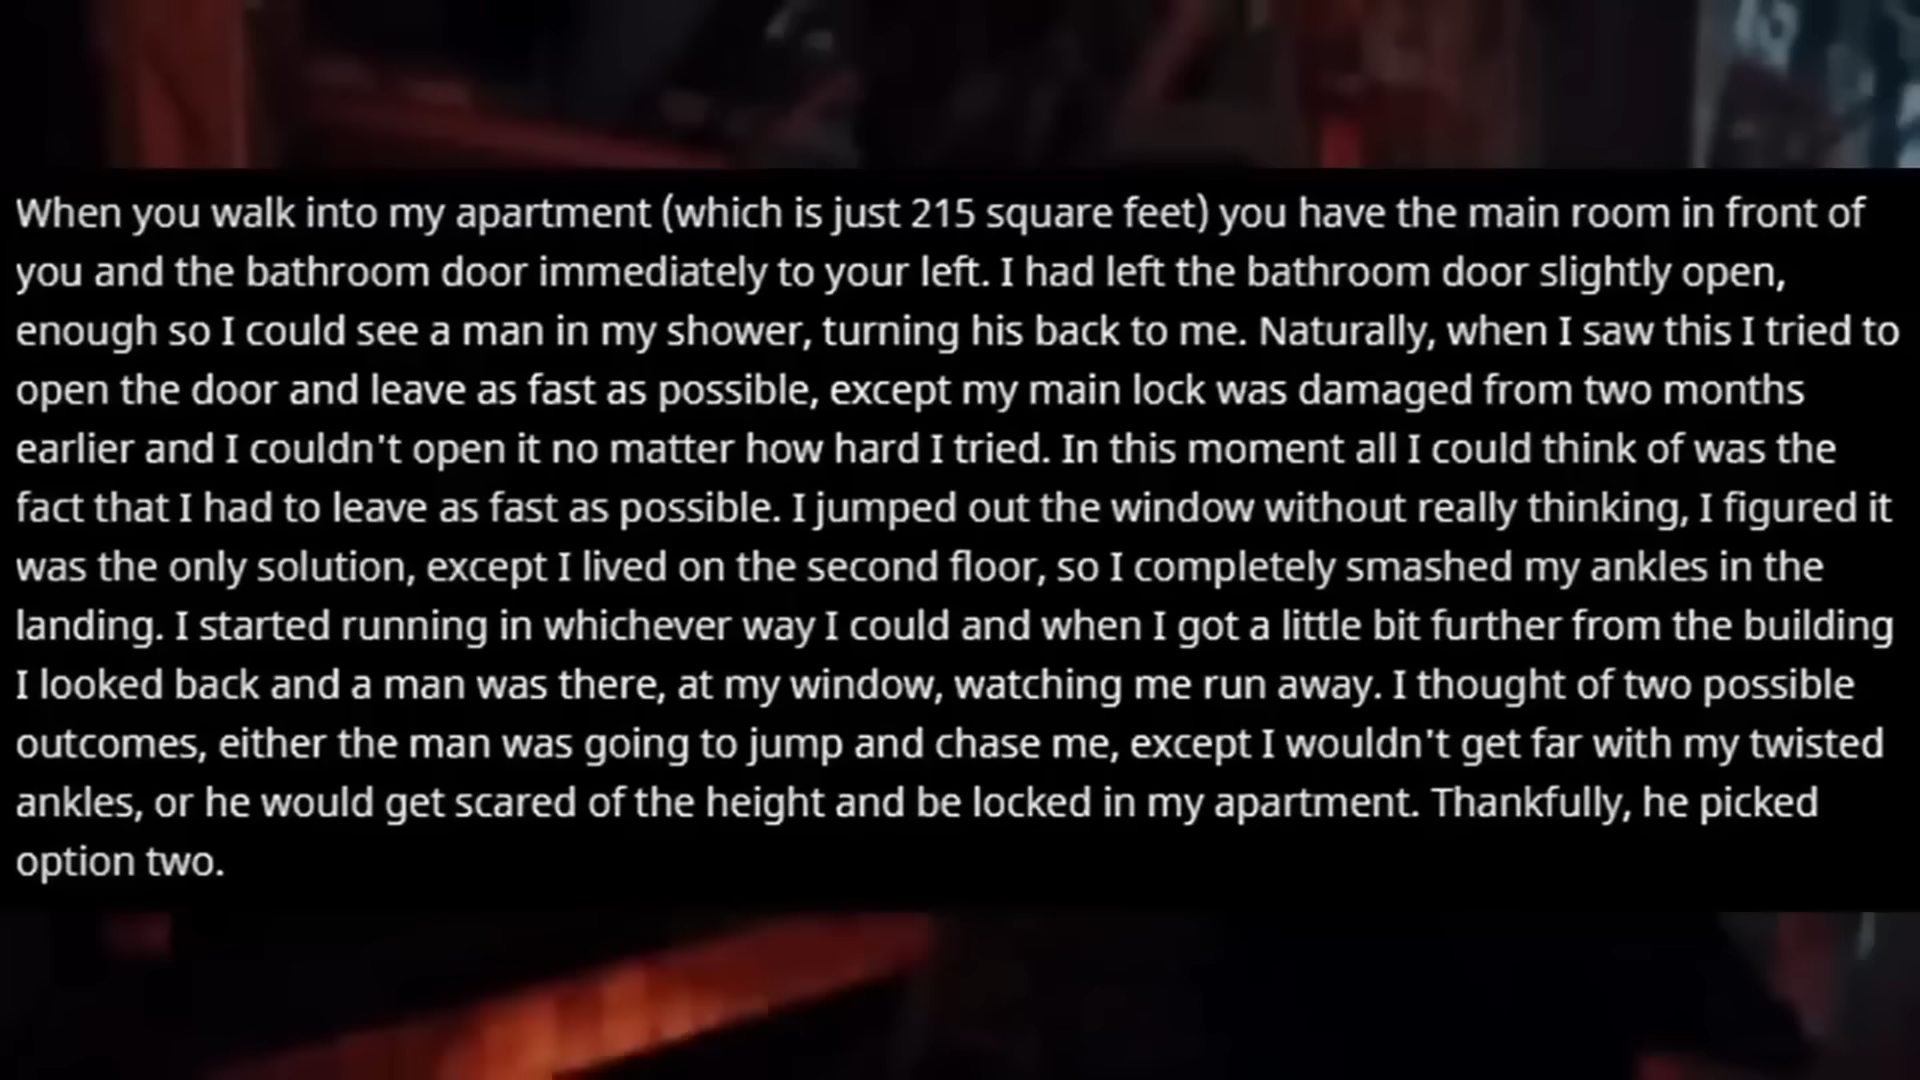 When you walk into my apartment (which is just 215 square feet) you have the main room in front of
you and the bathroom door immediately to your left. I had left the bathroom door slightly open,
enough so I could see a man in my shower, turning his back to me. Naturally, when I saw this I tried to
open the door and leave as fast as possible, except my main lock was damaged from two months
earlier and I couldn't open it no matter how hard I tried. In this moment all I could think of was the
fact that I had to leave as fast as possible. I jumped out the window without really thinking, I figured it
was the only solution, except I lived on the second floor, so I completely smashed my ankles in the
landing. I started running in whichever way I could and when I got a little bit further from the building
I looked back and a man was there, at my window, watching me run away. I thought of two possible
outcomes, either the man was going to jump and chase me, except I wouldn't get far with my twisted
ankles, or he would get scared of the height and be locked in my apartment. Thankfully, he picked
option two.